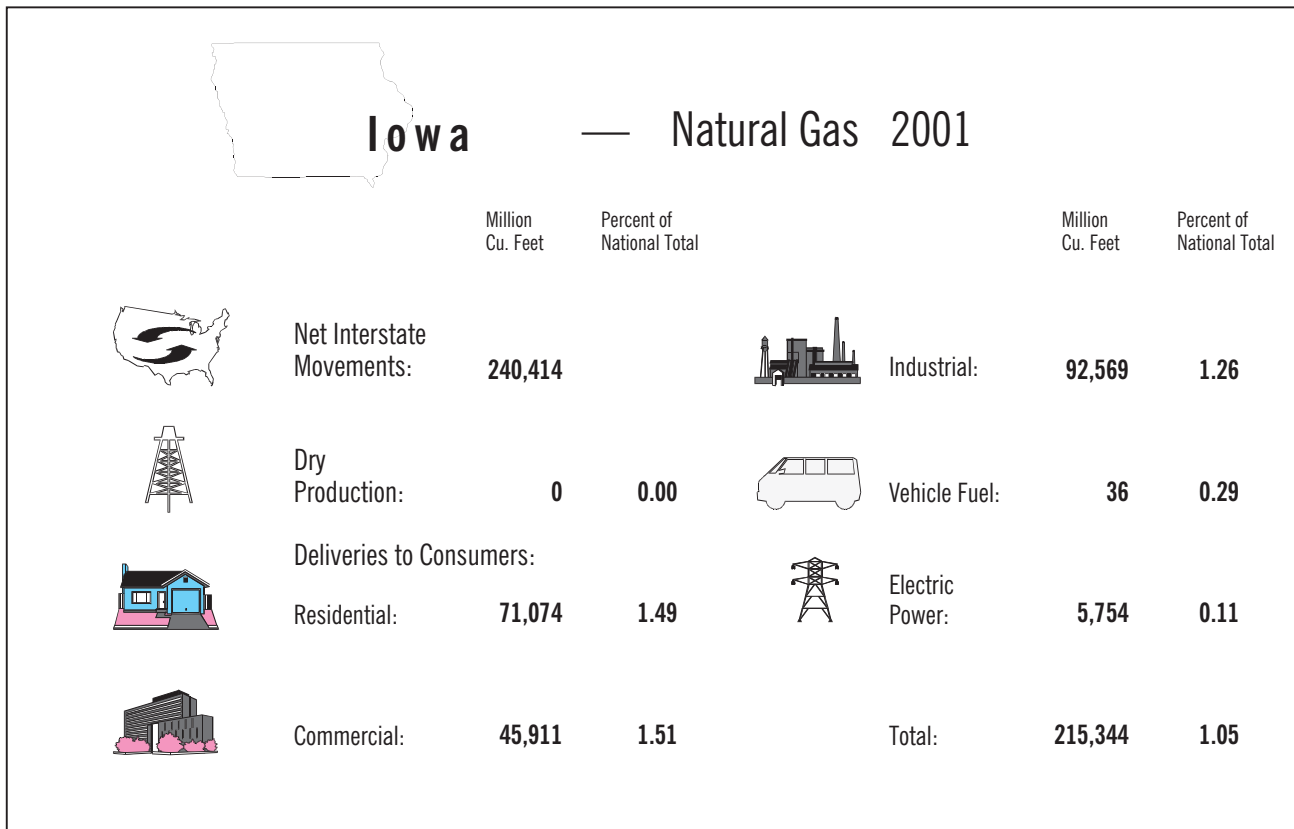 Iowa — Natural Gas 2001
Million Percent of Million Percent of
Cu. Feet National Total Cu. Feet National Total
Net Interstate
Movements: 240,414
Industrial: 92,569 1.26
Dry
Production: 0 0.00
Vehicle Fuel: 36 0.29
Deliveries to Consumers:
Residential: 71,074 1.49
Electric
Power: 5,754 0.11
Commercial: 45,911 1.51
Total: 215,344 1.05